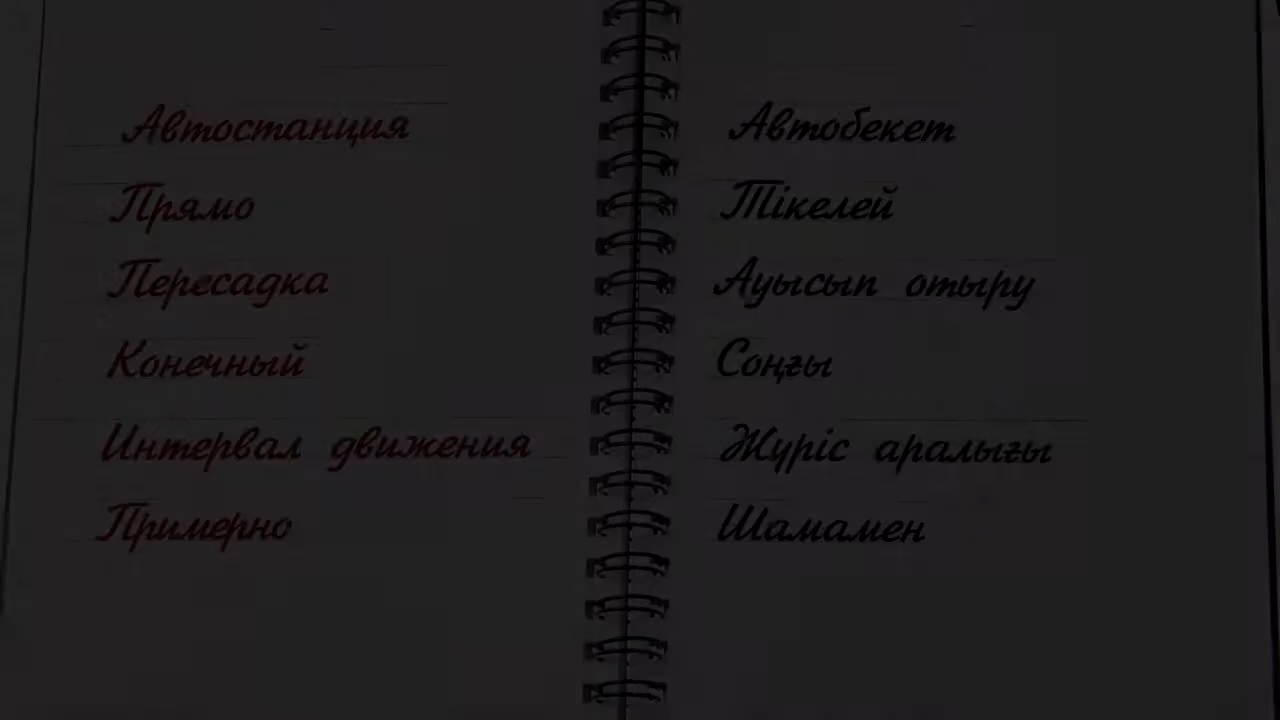 Автостанция
Автобекет
Прямо
Тікелей
Пересадка
Ауысып отыру
Конечный
Соңғы
Интервал движения
Жүріс аралығы
Примерно
Шамамен